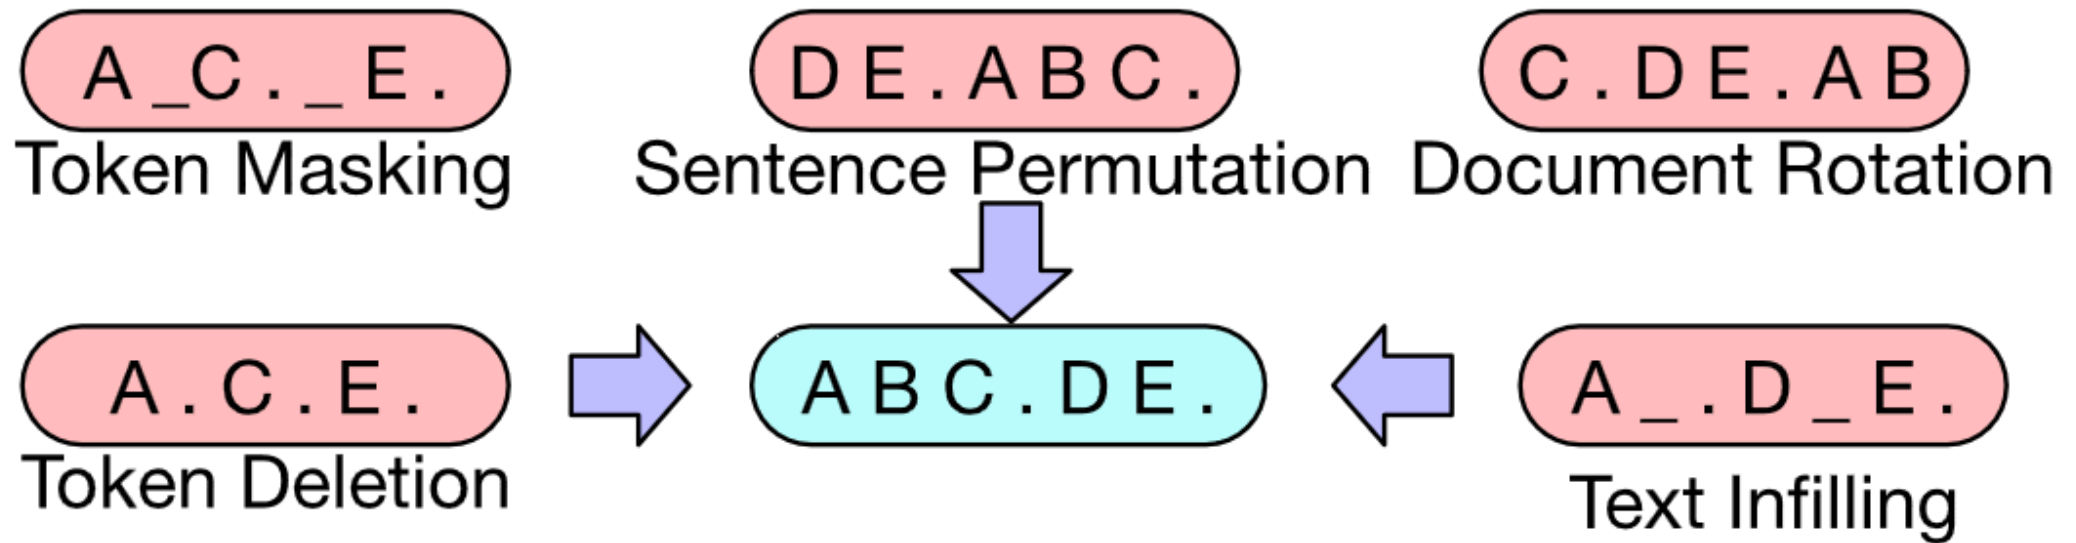 A _C . _ E .
Token Masking
D E . A B C .
Sentence Permutation
C . D E . A B
Document Rotation
A . C . E .
Token Deletion
A B C . D E .
A _ . D _ E .
Text Infilling